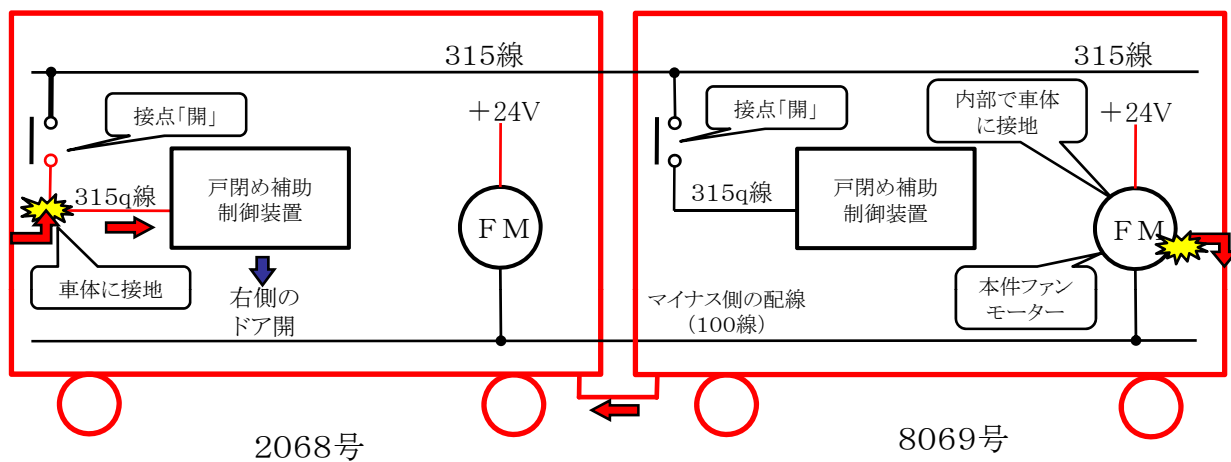 315線
315線
接点「開」
+24V
接点「開」
内部で車体
に接地
+24V
315q線
戸閉め補助
制御装置
FM
315q線
戸閉め補助
制御装置
FM
車体に接地
右側の
ドア開
マイナス側の配線
(100線)
本件ファン
モーター
2068号
8069号